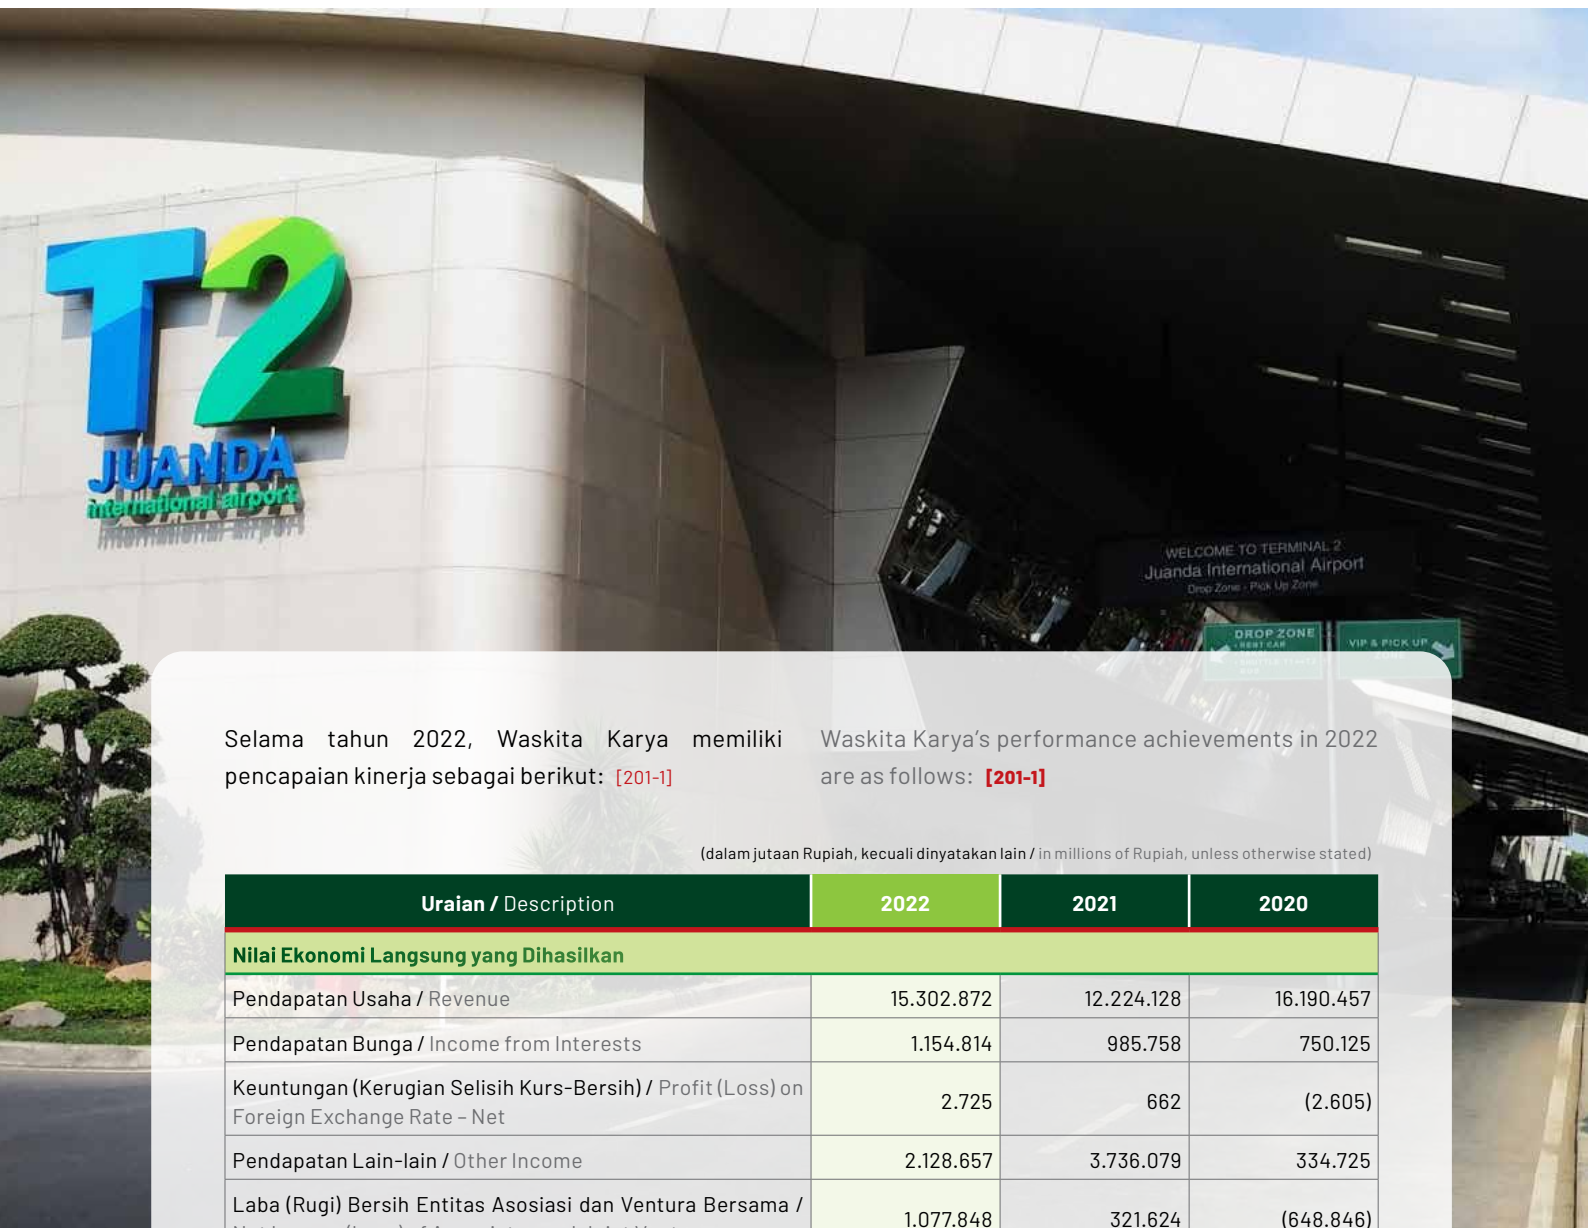 T2
JUANDA
international airport
WELCOME TO TERMINAL 2
Juanda International Airport
Drop Zone - Pick Up Zone
DROP ZONE
VIP & PICK UP
ZONE
Selama tahun 2022, Waskita Karya memiliki
pencapaian kinerja sebagai berikut: [201-1]
Waskita Karya's performance achievements in 2022
are as follows: [201-1]
(dalam jutaan Rupiah, kecuali dinyatakan lain / in millions of Rupiah, unless otherwise stated)
Uraian / Description 2022 2021 2020
Nilai Ekonomi Langsung yang Dihasilkan
Pendapatan Usaha / Revenue 15.302.872 12.224.128 16.190.457
Pendapatan Bunga / Income from Interests 1.154.814 985.758 750.125
Keuntungan (Kerugian Selisih Kurs-Bersih) / Profit (Loss) on
Foreign Exchange Rate – Net 2.725 662 (2.605)
Pendapatan Lain-lain / Other Income 2.128.657 3.736.079 334.725
Laba (Rugi) Bersih Entitas Asosiasi dan Ventura Bersama /
1.077.848 321.624 (648.846)